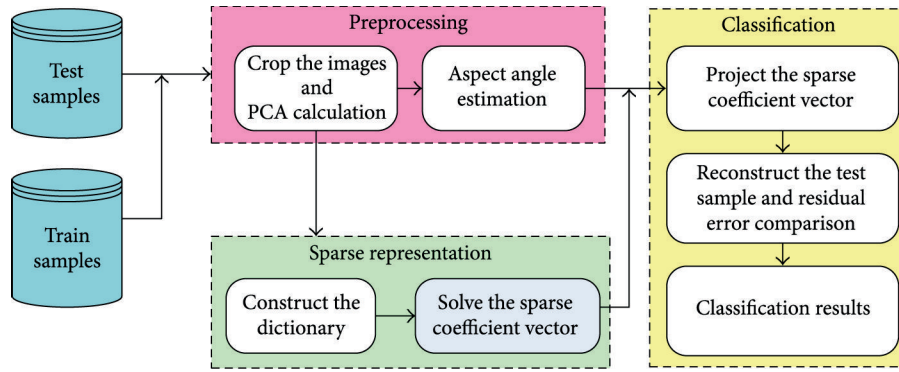 Test
samples
Train
samples
Preprocessing
Crop the images
and
PCA calculation
Aspect angle
estimation
Sparse representation
Construct the
dictionary
Solve the sparse
coefficient vector
Classification
Project the sparse
coefficient vector
Reconstruct the test
sample and residual
error comparison
Classification results